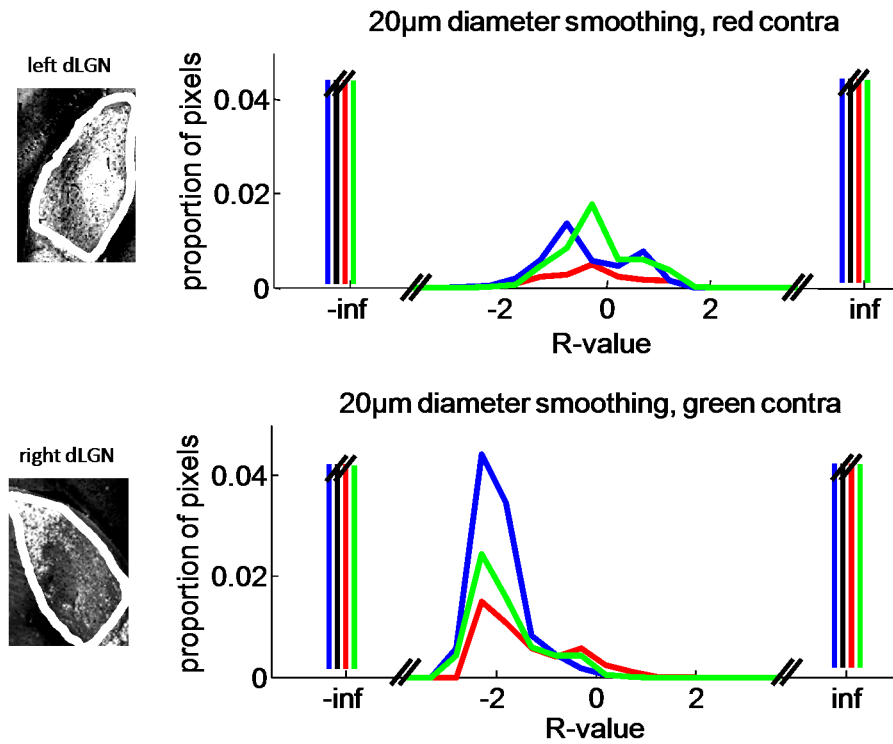 20µm diameter smoothing, red contra
left dLGN
proportion of pixels
0.04
0.02
0
-inf
-2
0
2
inf
R-value
20µm diameter smoothing, green contra
right dLGN
proportion of pixels
0.04
0.02
0
-inf
-2
0
2
inf
R-value